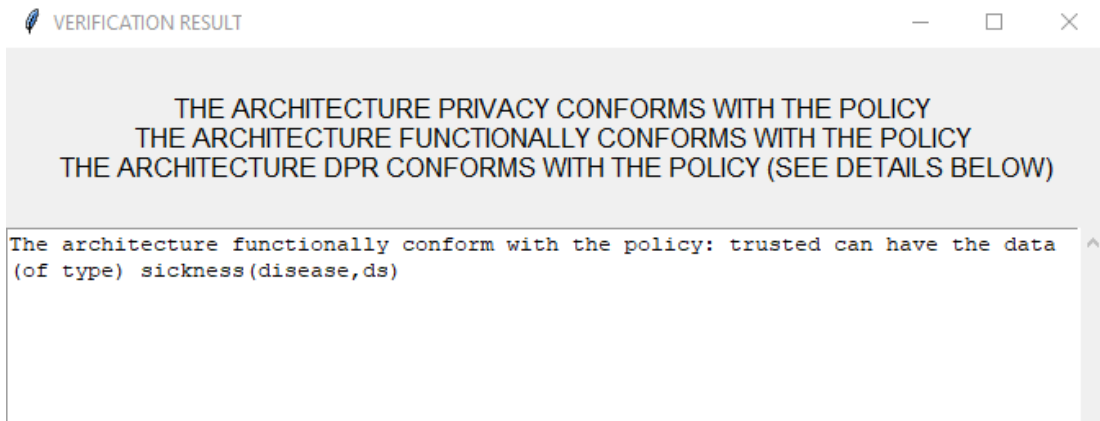 VERIFICATION RESULT
THE ARCHITECTURE PRIVACY CONFORMS WITH THE POLICY
THE ARCHITECTURE FUNCTIONALLY CONFORMS WITH THE POLICY
THE ARCHITECTURE DPR CONFORMS WITH THE POLICY (SEE DETAILS BELOW)
The architecture functionally conform with the policy: trusted can have the data
(of type) sickness(disease,ds)